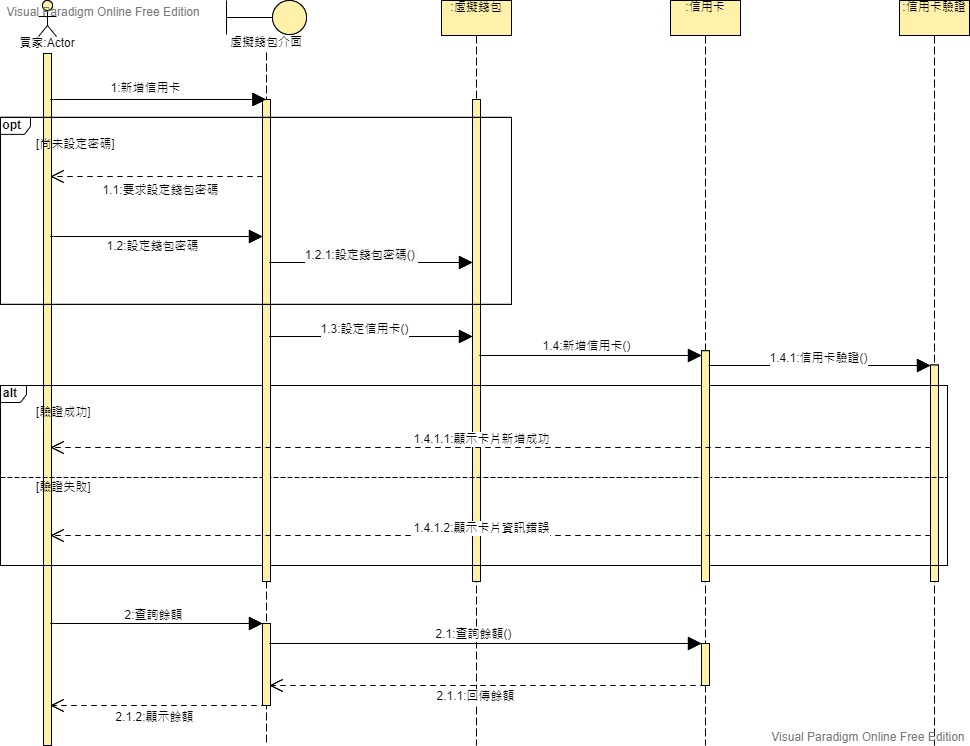 Visual Paradigm Online Free Edition
買家:Actor
虛擬錢包介面
:虛擬錢包
:信用卡
:信用卡驗證
1:新增信用卡
opt
[尚未設定密碼]
1.1:要求設定錢包密碼
1.2:設定錢包密碼
1.2.1:設定錢包密碼()
1.3:設定信用卡()
1.4:新增信用卡()
1.4.1:信用卡驗證()
alt
[驗證成功]
1.4.1.1:顯示卡片新增成功
[驗證失敗]
1.4.1.2:顯示卡片資訊錯誤
2:查詢餘額
2.1:查詢餘額()
2.1.1:回傳餘額
2.1.2:顯示餘額
Visual Paradigm Online Free Edition